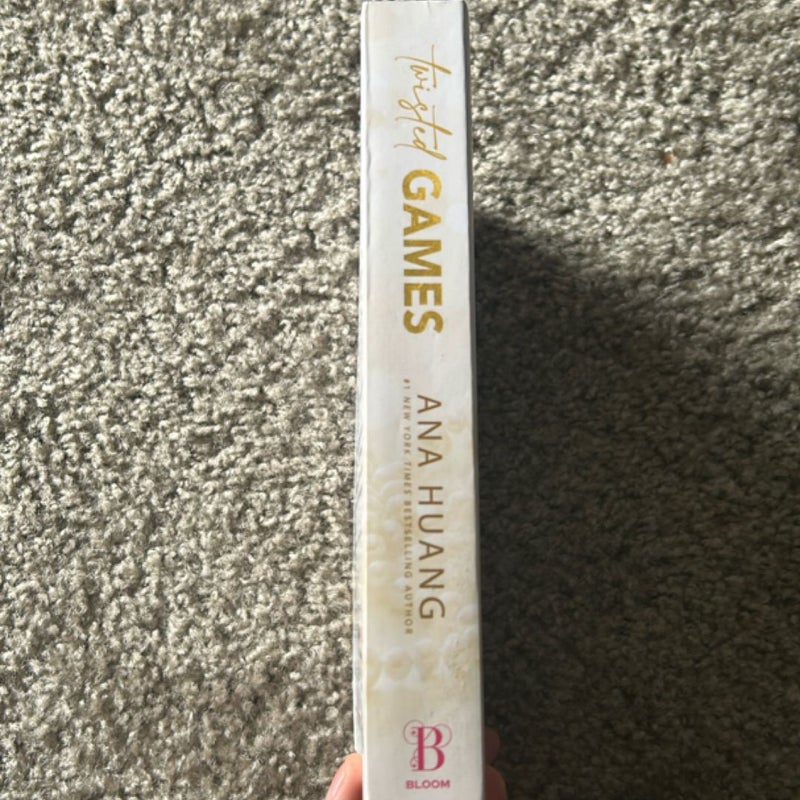 twisted
GAMES
ANA HUANG
#1 NEW YORK TIMES BESTSELLING AUTHOR
B
BLOOM